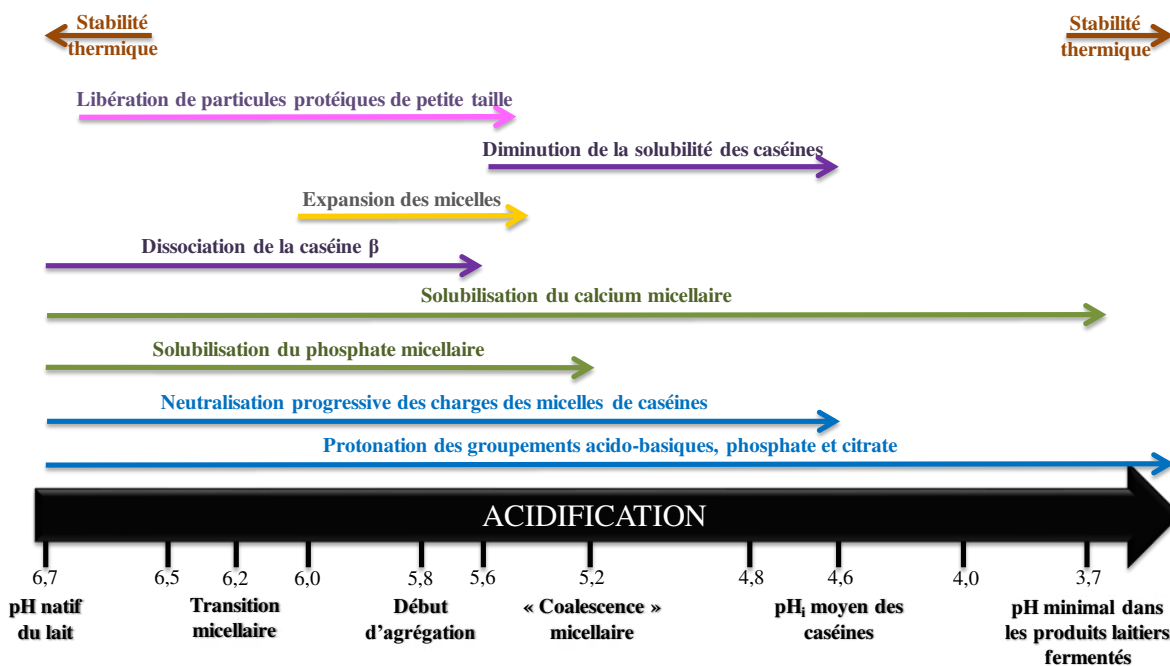 Stabilité
thermique
Stabilité
thermique
Libération de particules protéiques de petite taille
Diminution de la solubilité des caséines
Expansion des micelles
Dissociation de la caséine β
Solubilisation du calcium micellaire
Solubilisation du phosphate micellaire
Neutralisation progressive des charges des micelles de caséines
Protonation des groupements acido-basiques, phosphate et citrate
ACIDIFICATION
6,7 6,5 6,2 6,0 5,8 5,6 5,2 4,8 4,6 4,0 3,7
pH natif
du lait
Transition
micellaire
Début
d'agrégation
« Coalescence »
micellaire
pHi moyen des
caséines
pH minimal dans
les produits laitiers
fermentés